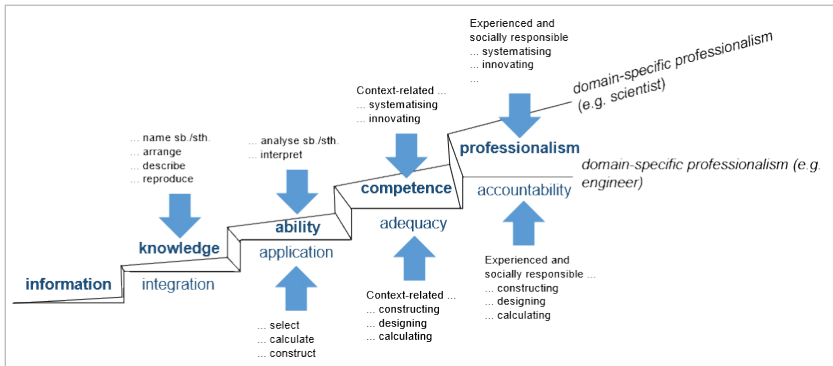 Experienced and
socially responsible
... systematising
... innovating
...
domain-specific professionalism
(e.g. scientist)
Context-related ...
... systematising
... innovating
... name sb./sth.
... arrange
... describe
... reproduce
... analyse sb./sth.
... interpret
professionalism
domain-specific professionalism (e.g.
engineer)
competence
accountability
ability
adequacy
knowledge
application
information
integration
Experienced and
socially responsible ...
... constructing
... designing
... calculating
Context-related ...
... constructing
... designing
... calculating
... select
... calculate
... construct